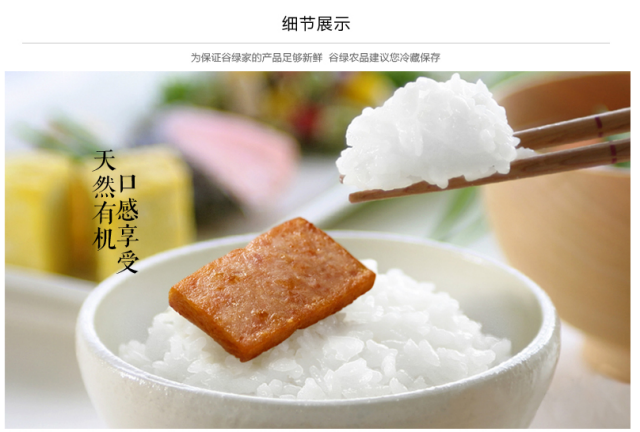 细节展示
为保证谷绿家的产品足够新鲜 谷绿农品建议您冷藏保存
天然有机
口感享受